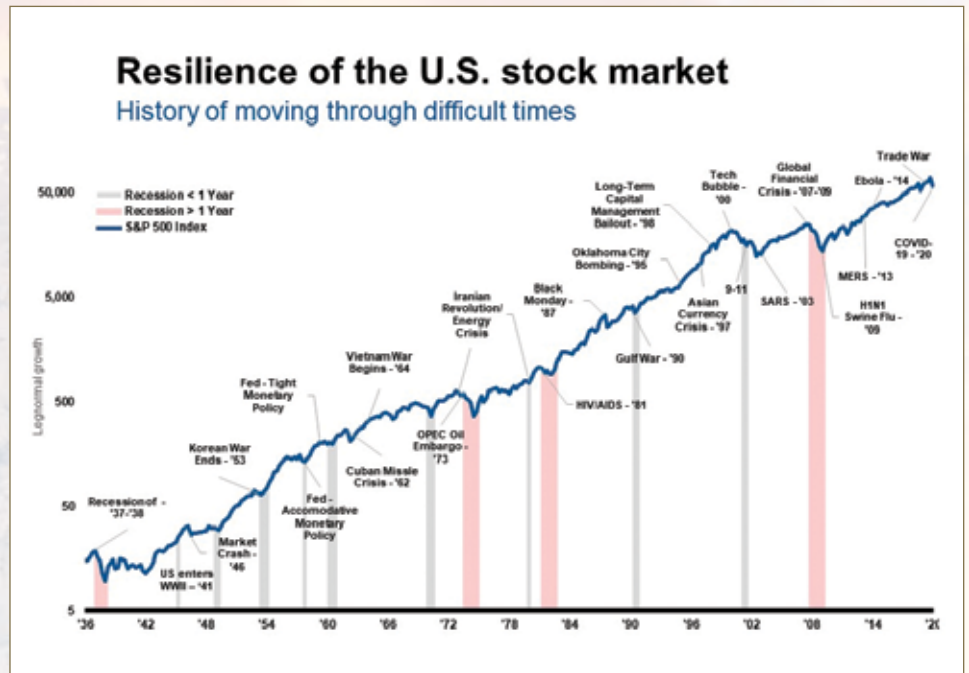 Resilience of the U.S. stock market
History of moving through difficult times
50,000
5,000
500
50
5
Legnormal growth
Recession < 1 Year
Recession > 1 Year
S&P 500 Index
Recession of -
'37-'38
US enters
WWII - '41
Market
Crash -
'46
Korean War
Ends - '53
Fed - Tight
Monetary
Policy
Fed -
Accomodative
Monetary
Policy
Vietnam War
Begins - '64
Cuban Missle
Crisis - '62
OPEC Oil
Embargo -
'73
Iranian
Revolution/
Energy
Crisis
Black
Monday -
'87
HIV/AIDS - '81
Gulf War - '90
Oklahoma City
Bombing - '95
Long-Term
Capital
Management
Bailout - '98
Asian
Currency
Crisis - '97
Tech
Bubble -
'00
9-11
SARS - '03
Global
Financial
Crisis - '07-'09
H1N1
Swine Flu -
'09
MERS - '13
Ebola - '14
Trade War
COVID-
19 - '20
'36 '42 '48 '54 '60 '66 '72 '78 '84 '90 '96 '02 '08 '14 '20